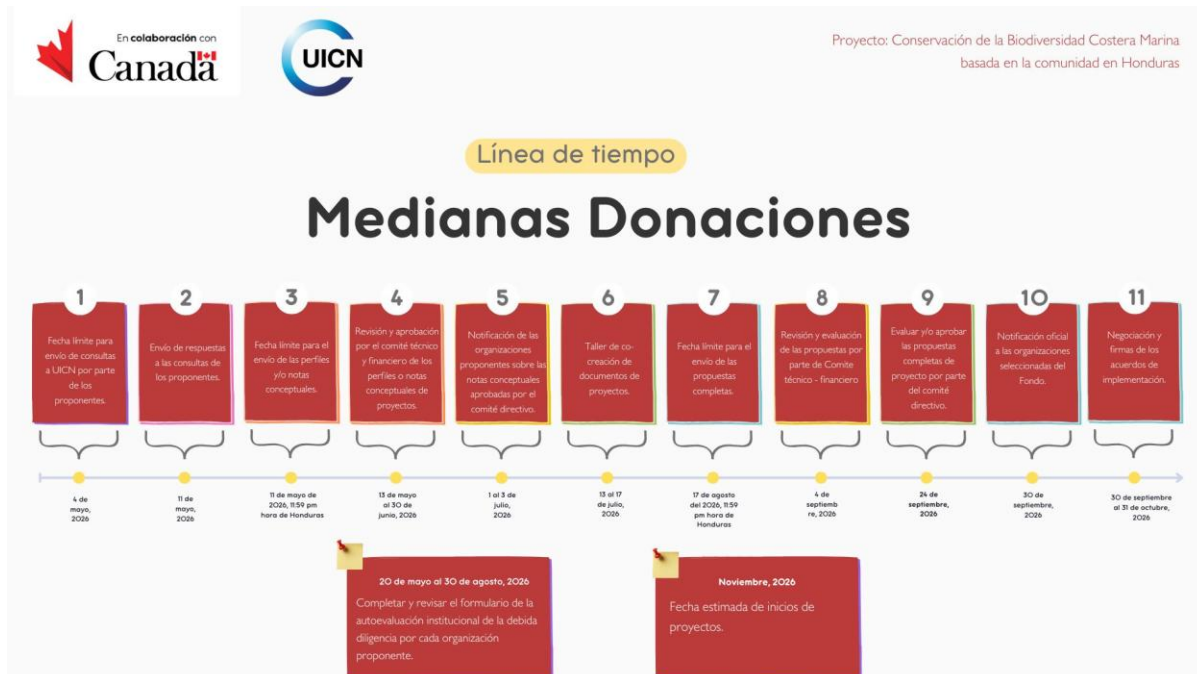 En colaboración con
Canadä
UICN
Proyecto: Conservación de la Biodiversidad Costera Marina
basada en la comunidad en Honduras
Línea de tiempo
Medianas Donaciones
1
Fecha límite para
envío de consultas
a UICN por parte
de los
proponentes.
4 de
mayo,
2026
2
Envío de respuestas
a las consultas de
los proponentes.
11 de
mayo,
2026
3
Fecha límite para el
envío de las perfiles
y/o notas
conceptuales.
11 de mayo de
2026, 11:59 pm
hora de Honduras
4
Revisión y aprobación
por el comité técnico
y financiero de los
perfiles o notas
conceptuales de
proyectos.
13 de mayo
al 30 de
junio, 2026
5
Notificación de las
organizaciones
proponentes sobre las
notas conceptuales
aprobadas por el
comité directivo.
1 al 3 de
julio,
2026
6
Taller de co-
creación de
documentos de
proyectos.
13 al 17
de julio,
2026
7
Fecha límite para el
envío de las
propuestas
completas.
17 de agosto
del 2026, 11:59
pm hora de
Honduras
8
Revisión y evaluación
de las propuestas por
parte de Comite
técnico - financiero
4 de
septiemb
re, 2026
9
Evaluar y/o aprobar
las propuestas
completas de
proyecto por parte
del comité
directivo.
24 de
septiembre,
2026
10
Notificación oficial
a las organizaciones
seleccionadas del
Fondo.
30 de
septiembre,
2026
11
Negociación y
firmas de los
acuerdos de
implementación.
30 de septiembre
al 31 de octubre,
2026
20 de mayo al 30 de agosto, 2026
Completar y revisar el formulario de la
autoevaluación institucional de la debida
diligencia por cada organización
proponente.
Noviembre, 2026
Fecha estimada de inicios de
proyectos.